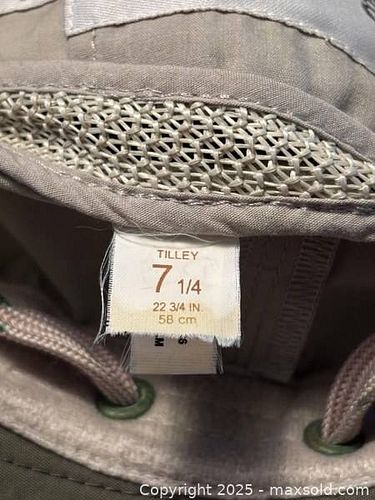 TILLEY
7 1/4
22 3/4 IN.
58 cm
Copyright © 2025 - maxsold.com